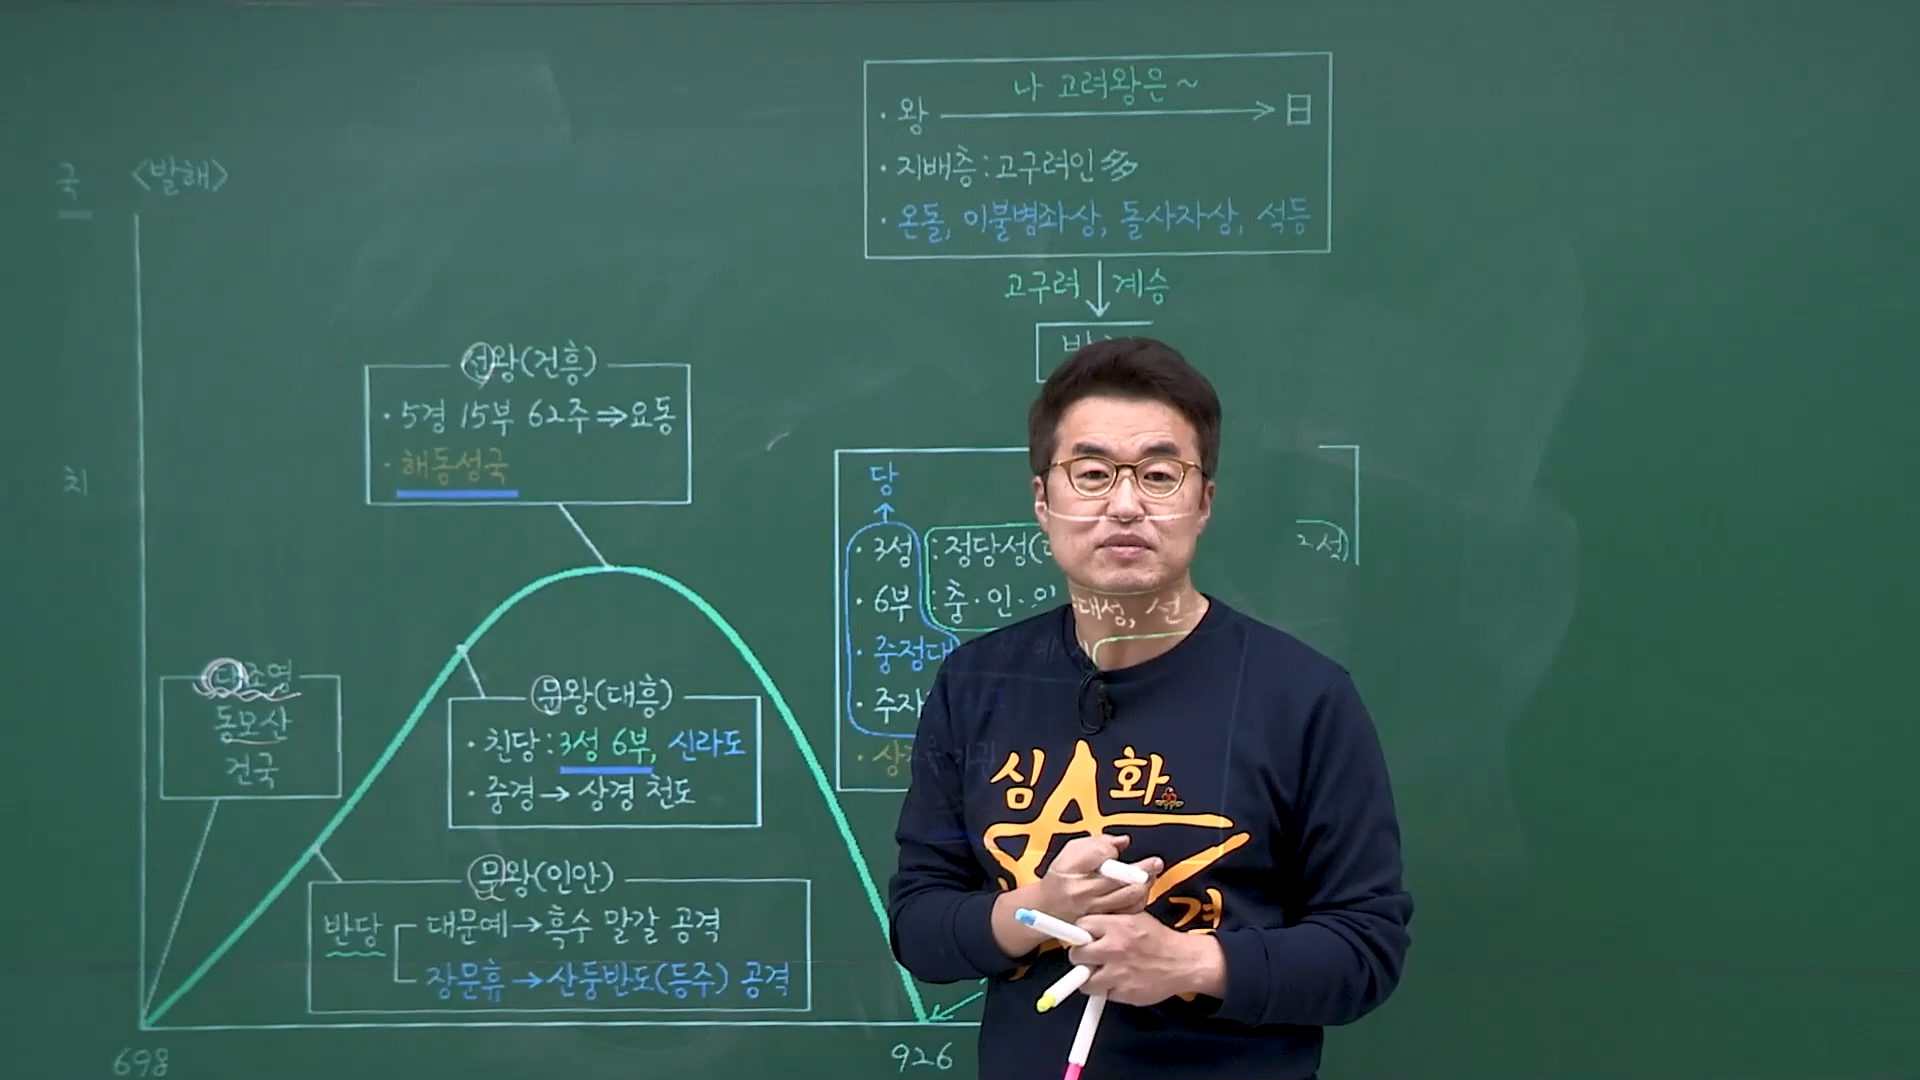 국
<발해>
치
나 고려왕은~
· 왕 → 日
· 지배층 : 고구려인 多
· 온돌, 이불병좌상, 돌사자상, 석등
고구려 ↓ 계승
선왕(건흥)
· 5경 15부 62주 ⇒ 요동
· 해동성국
대조영
동모산
건국
문왕(대흥)
· 친당 : 3성 6부, 신라도
· 중경 → 상경 천도
무왕(인안)
반당
대문예 → 흑수 말갈 공격
장문휴 → 산둥반도(등주) 공격
698
926
당
↑
· 3성 : 정당성(
· 6부 : 충·인·의
· 중정대
· 주자
심화